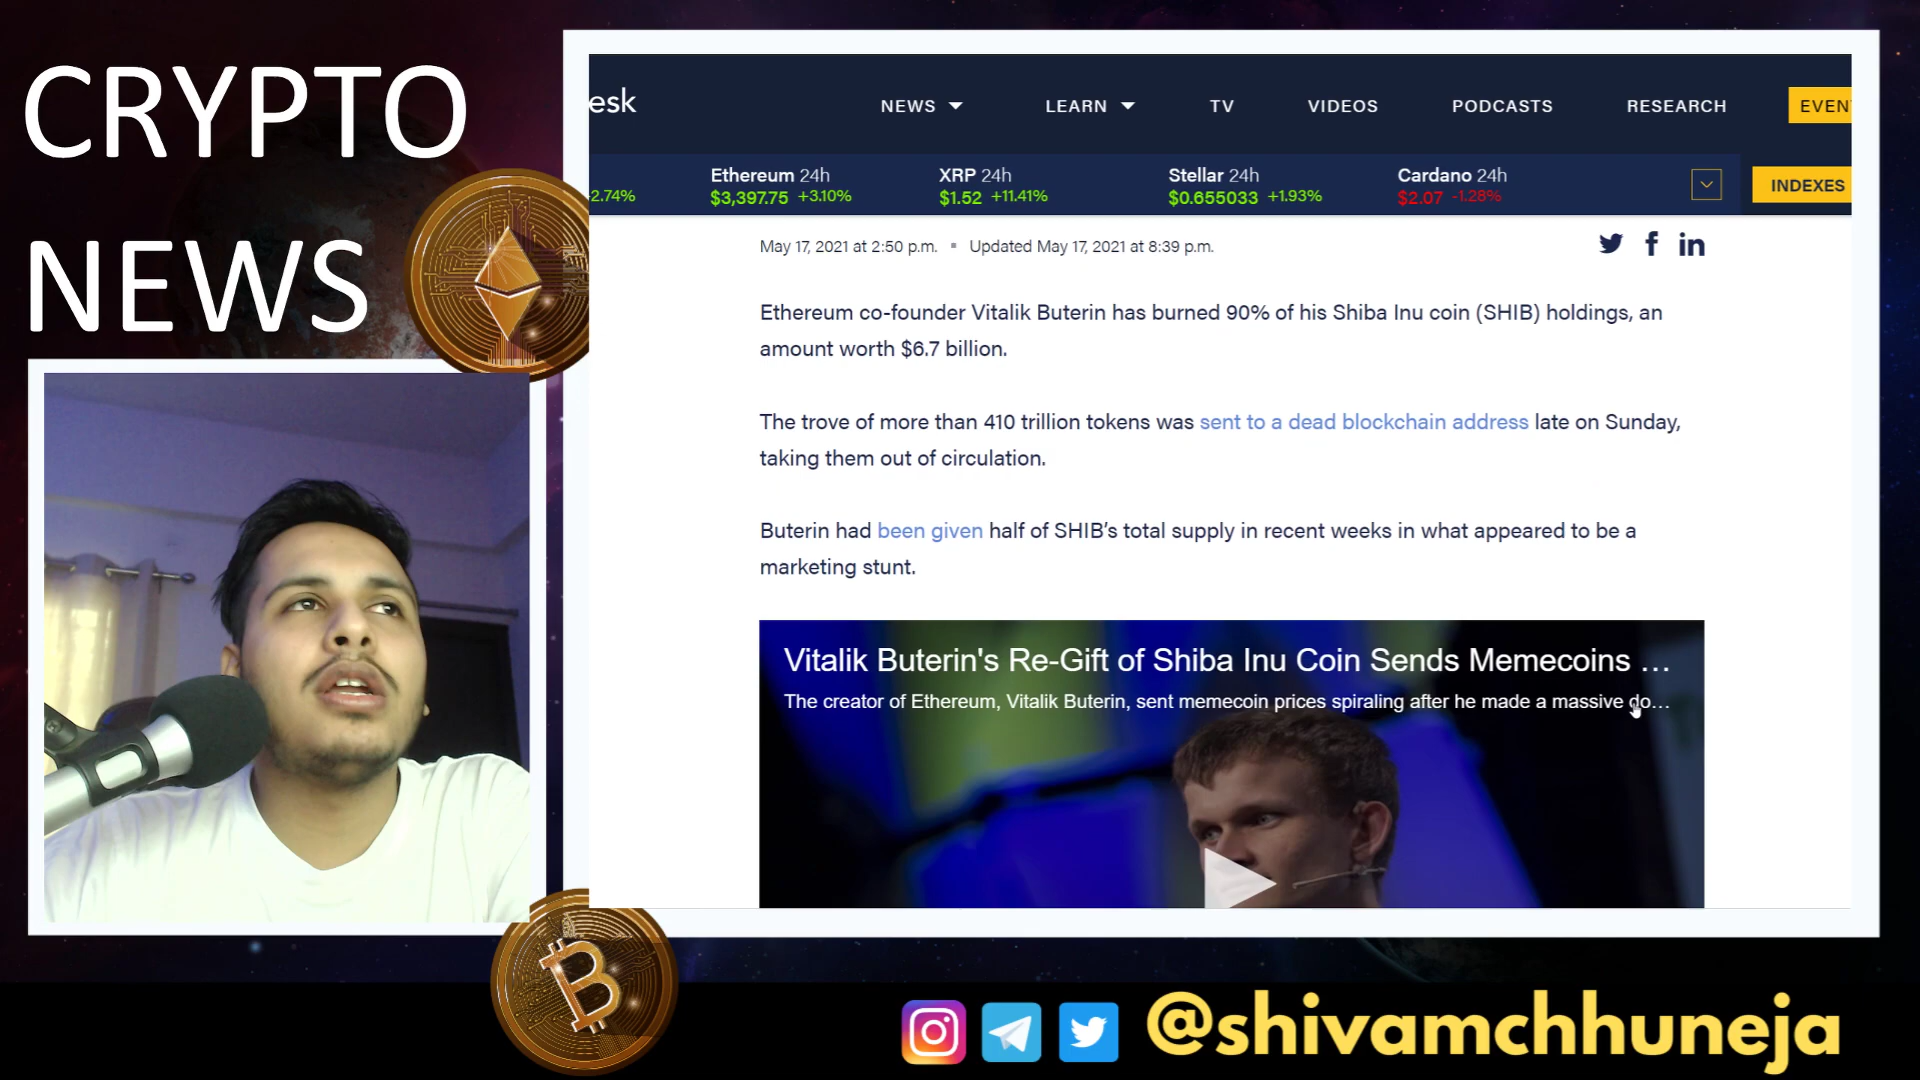 CRYPTO
NEWS
esk
NEWS
LEARN
TV
VIDEOS
PODCASTS
RESEARCH
EVEN
2.74%
Ethereum 24h
$3,397.75 +3.10%
XRP 24h
$1.52 +11.41%
Stellar 24h
$0.655033 +1.93%
Cardano 24h
$2.07 -1.28%
INDEXES
May 17, 2021 at 2:50 p.m. ▪ Updated May 17, 2021 at 8:39 p.m.
Ethereum co-founder Vitalik Buterin has burned 90% of his Shiba Inu coin (SHIB) holdings, an
amount worth $6.7 billion.
The trove of more than 410 trillion tokens was sent to a dead blockchain address late on Sunday,
taking them out of circulation.
Buterin had been given half of SHIB’s total supply in recent weeks in what appeared to be a
marketing stunt.
Vitalik Buterin's Re-Gift of Shiba Inu Coin Sends Memecoins …
The creator of Ethereum, Vitalik Buterin, sent memecoin prices spiraling after he made a massive do…
@shivamchhuneja